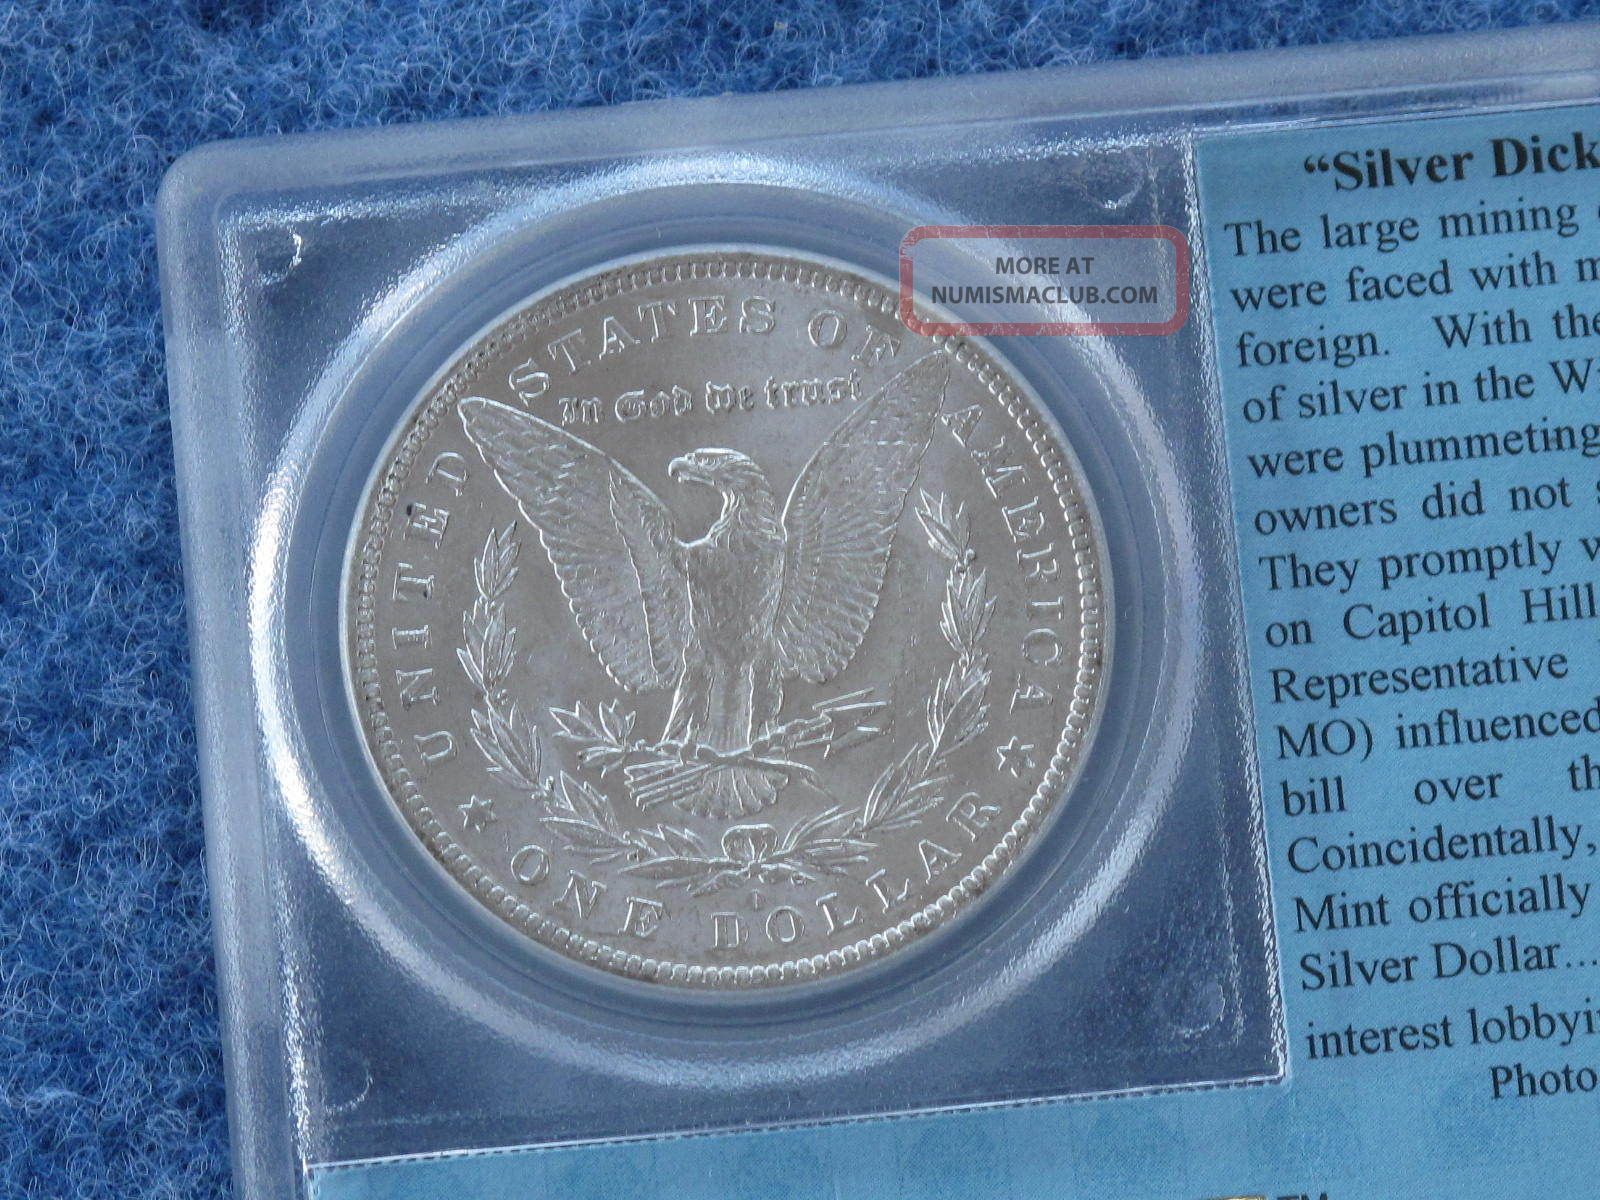 UNITED STATES OF AMERICA
In God we trust
ONE DOLLAR
MORE AT
NUMISMACLUB.COM
“Silver Dick
The large mining
were faced with m
foreign. With the
of silver in the W
were plummeting
owners did not s
They promptly w
on Capitol Hill
Representative
MO) influenced
bill over th
Coincidentally,
Mint officially
Silver Dollar...
interest lobbyi
Photo
TM